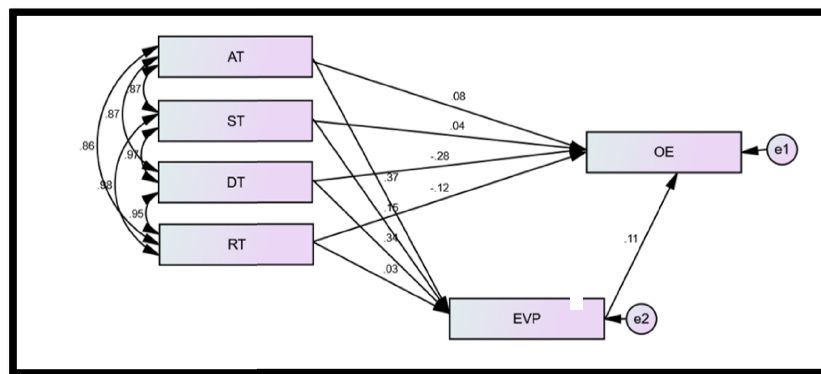 AT
.87
.08
.87
ST
.04
OE
e1
.86
.97
-.28
DT
.37
-.12
.98
.15
.95
.34
RT
.11
.03
EVP
e2